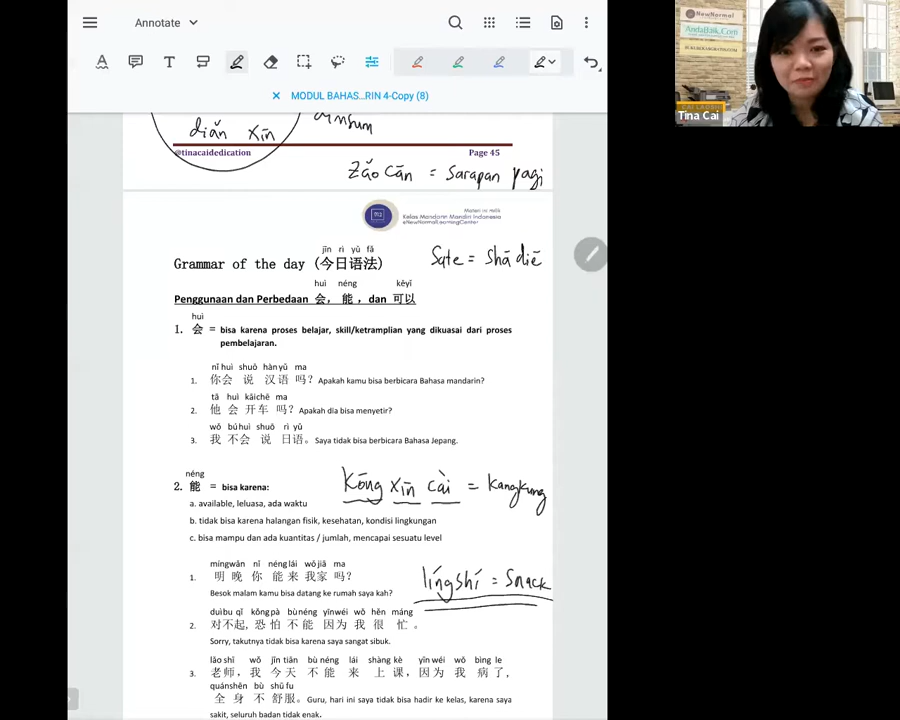 Annotate
MODUL BAHAS...RIN 4-Copy (8)
NewNormal
AndaBaik.Com
Tina Cai
diǎn xīn
@tinacaidedication
Page 45
Zǎo Cān = Sarapan pagi
Materi ini milik
Kelas Mandarin Mandiri Indonesia
@NewNormalLearningCenter
jīn rì yǔ fǎ
Grammar of the day (今日语法)
Sate = Shā diē
huì néng kěyǐ
Penggunaan dan Perbedaan 会, 能 , dan 可以
huì
1. 会 = bisa karena proses belajar, skill/ketramplian yang dikuasai dari proses
pembelajaran.
nǐ huì shuō hànyǔ ma
1. 你会 说 汉语 吗? Apakah kamu bisa berbicara Bahasa mandarin?
tā huì kāichē ma
2. 他 会 开车 吗? Apakah dia bisa menyetir?
wǒ búhuì shuō rì yǔ
3. 我 不会 说 日语。 Saya tidak bisa berbicara Bahasa Jepang.
néng
2. 能 = bisa karena:
Kōng Xīn Cài = Kangkung
a. available, leluasa, ada waktu
b. tidak bisa karena halangan fisik, kesehatan, kondisi lingkungan
c. bisa mampu dan ada kuantitas / jumlah, mencapai sesuatu level
míngwǎn nǐ néng lái wǒ jiā ma
1. 明 晚 你 能 来 我家 吗?
língshí = Snack
Besok malam kamu bisa datang ke rumah saya kah?
duìbu qǐ kǒngpà bùnéng yīnwèi wǒ hěn máng
2. 对不起, 恐 怕 不 能 因为 我 很 忙 。
Sorry, takutnya tidak bisa karena saya sangat sibuk.
lǎo shī wǒ jīn tiān bù néng lái shàng kè yīn wèi wǒ bìng le
3. 老师, 我 今天 不 能 来 上 课, 因为 我 病 了,
quánshēn bù shū fu
全 身 不 舒服。 Guru, hari ini saya tidak bisa hadir ke kelas, karena saya
sakit, seluruh badan tidak enak.